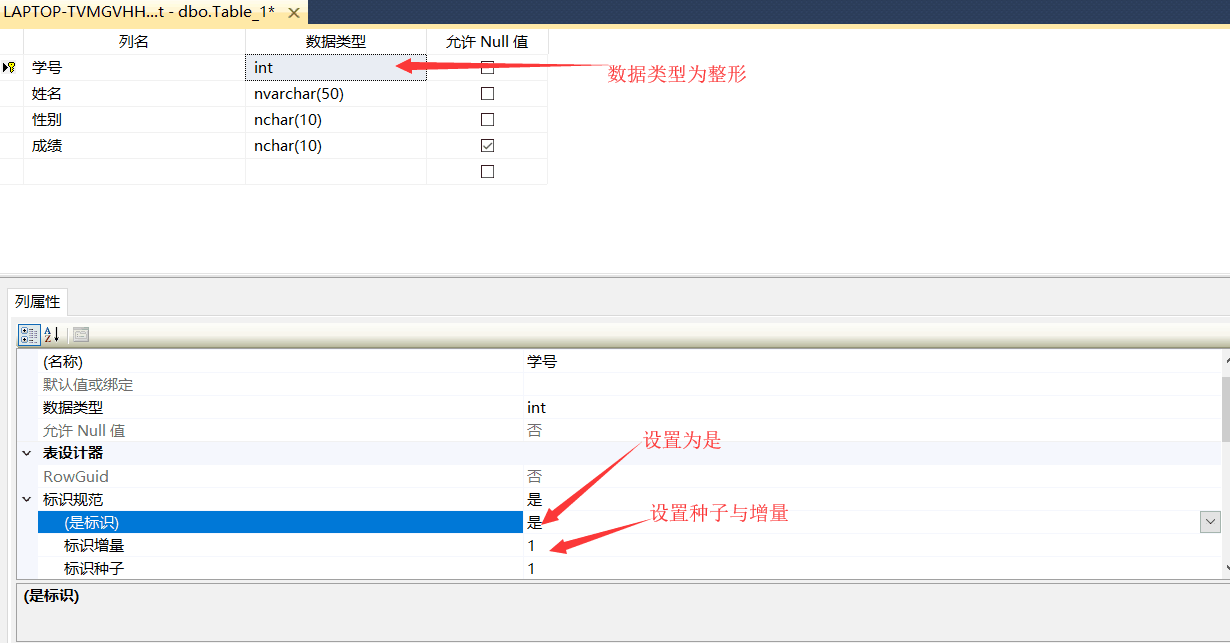 LAPTOP-TVMGVHH...t - dbo.Table_1*
列名 数据类型 允许 Null 值
学号 int 数据类型为整形
姓名 nvarchar(50)
性别 nchar(10)
成绩 nchar(10)
列属性
(名称) 学号
默认值或绑定
数据类型 int
允许 Null 值 否
设置为是
表设计器
RowGuid 否
标识规范 是
设置种子与增量
(是标识) 是
标识增量 1
标识种子 1
(是标识)